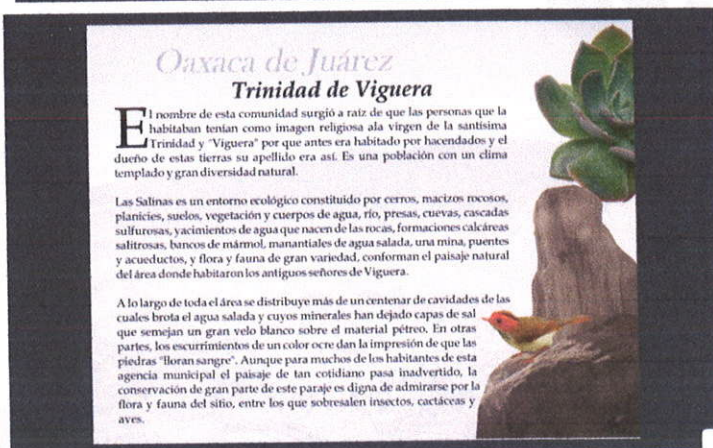 Oaxaca de Juárez
Trinidad de Viguera
El nombre de esta comunidad surgió a raíz de que las personas que la
habitaban tenían como imagen religiosa ala virgen de la santísima
Trinidad y "Viguera" por que antes era habitado por hacendados y el
dueño de estas tierras su apellido era así. Es una población con un clima
templado y gran diversidad natural.
Las Salinas es un entorno ecológico constituido por cerros, macizos rocosos,
planicies, suelos, vegetación y cuerpos de agua, río, presas, cuevas, cascadas
sulfurosas, yacimientos de agua que nacen de las rocas, formaciones calcáreas
salitrosas, bancos de mármol, manantiales de agua salada, una mina, puentes
y acueductos, y flora y fauna de gran variedad, conforman el paisaje natural
del área donde habitaron los antiguos señores de Viguera.
A lo largo de toda el área se distribuye más de un centenar de cavidades de las
cuales brota el agua salada y cuyos minerales han dejado capas de sal
que semejan un gran velo blanco sobre el material pétreo. En otras
partes, los escurrimientos de un color ocre dan la impresión de que las
piedras "lloran sangre". Aunque para muchos de los habitantes de esta
agencia municipal el paisaje de tan cotidiano pasa inadvertido, la
conservación de gran parte de este paraje es digna de admirarse por la
flora y fauna del sitio, entre los que sobresalen insectos, cactáceas y
aves.